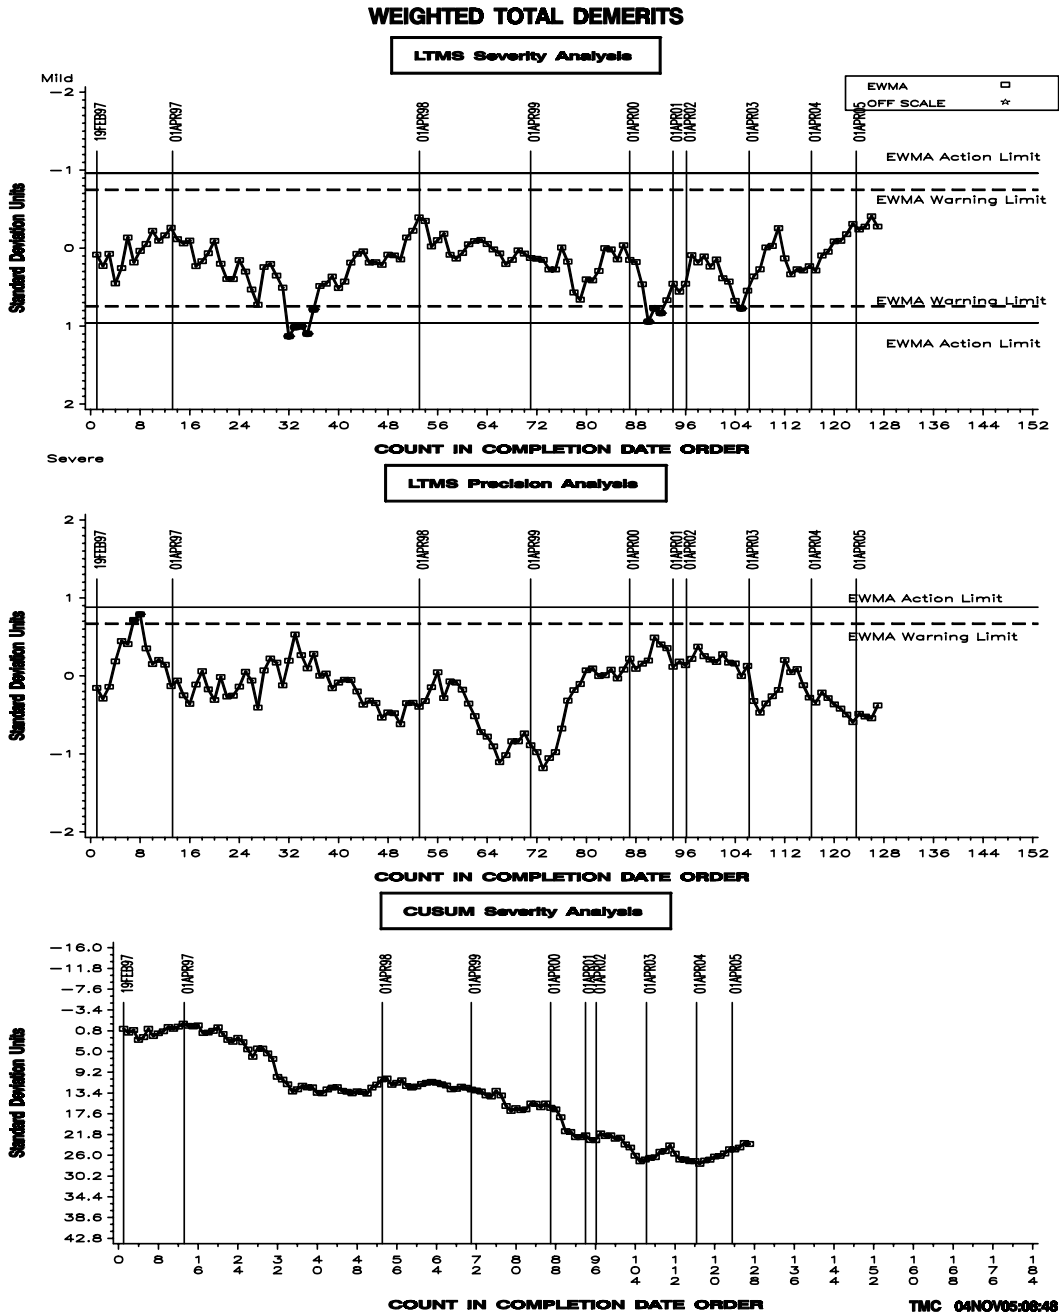 WEIGHTED TOTAL DEMERITS
LTMS Severity Analysis
Mild
EWMA
OFF SCALE
19FEB97 01APR97 01APR98 01APR99 01APR00 01APR01 01APR02 01APR03 01APR04 01APR05
-2
-1
0
1
2
Standard Deviation Units
EWMA Action Limit
EWMA Warning Limit
EWMA Warning Limit
EWMA Action Limit
0 8 16 24 32 40 48 56 64 72 80 88 96 104 112 120 128 136 144 152
COUNT IN COMPLETION DATE ORDER
Severe
LTMS Precision Analysis
19FEB97 01APR97 01APR98 01APR99 01APR00 01APR01 01APR02 01APR03 01APR04 01APR05
2
1
0
-1
-2
Standard Deviation Units
EWMA Action Limit
EWMA Warning Limit
0 8 16 24 32 40 48 56 64 72 80 88 96 104 112 120 128 136 144 152
COUNT IN COMPLETION DATE ORDER
CUSUM Severity Analysis
19FEB97 01APR97 01APR98 01APR99 01APR00 01APR01 01APR02 01APR03 01APR04 01APR05
-16.0
-11.8
-7.6
-3.4
0.8
5.0
9.2
13.4
17.6
21.8
26.0
30.2
34.4
38.6
42.8
Standard Deviation Units
0 8 16 24 32 40 48 56 64 72 80 88 96 104 112 120 128 136 144 152 160 168 176 184
COUNT IN COMPLETION DATE ORDER
TMC 04NOV05:08:48